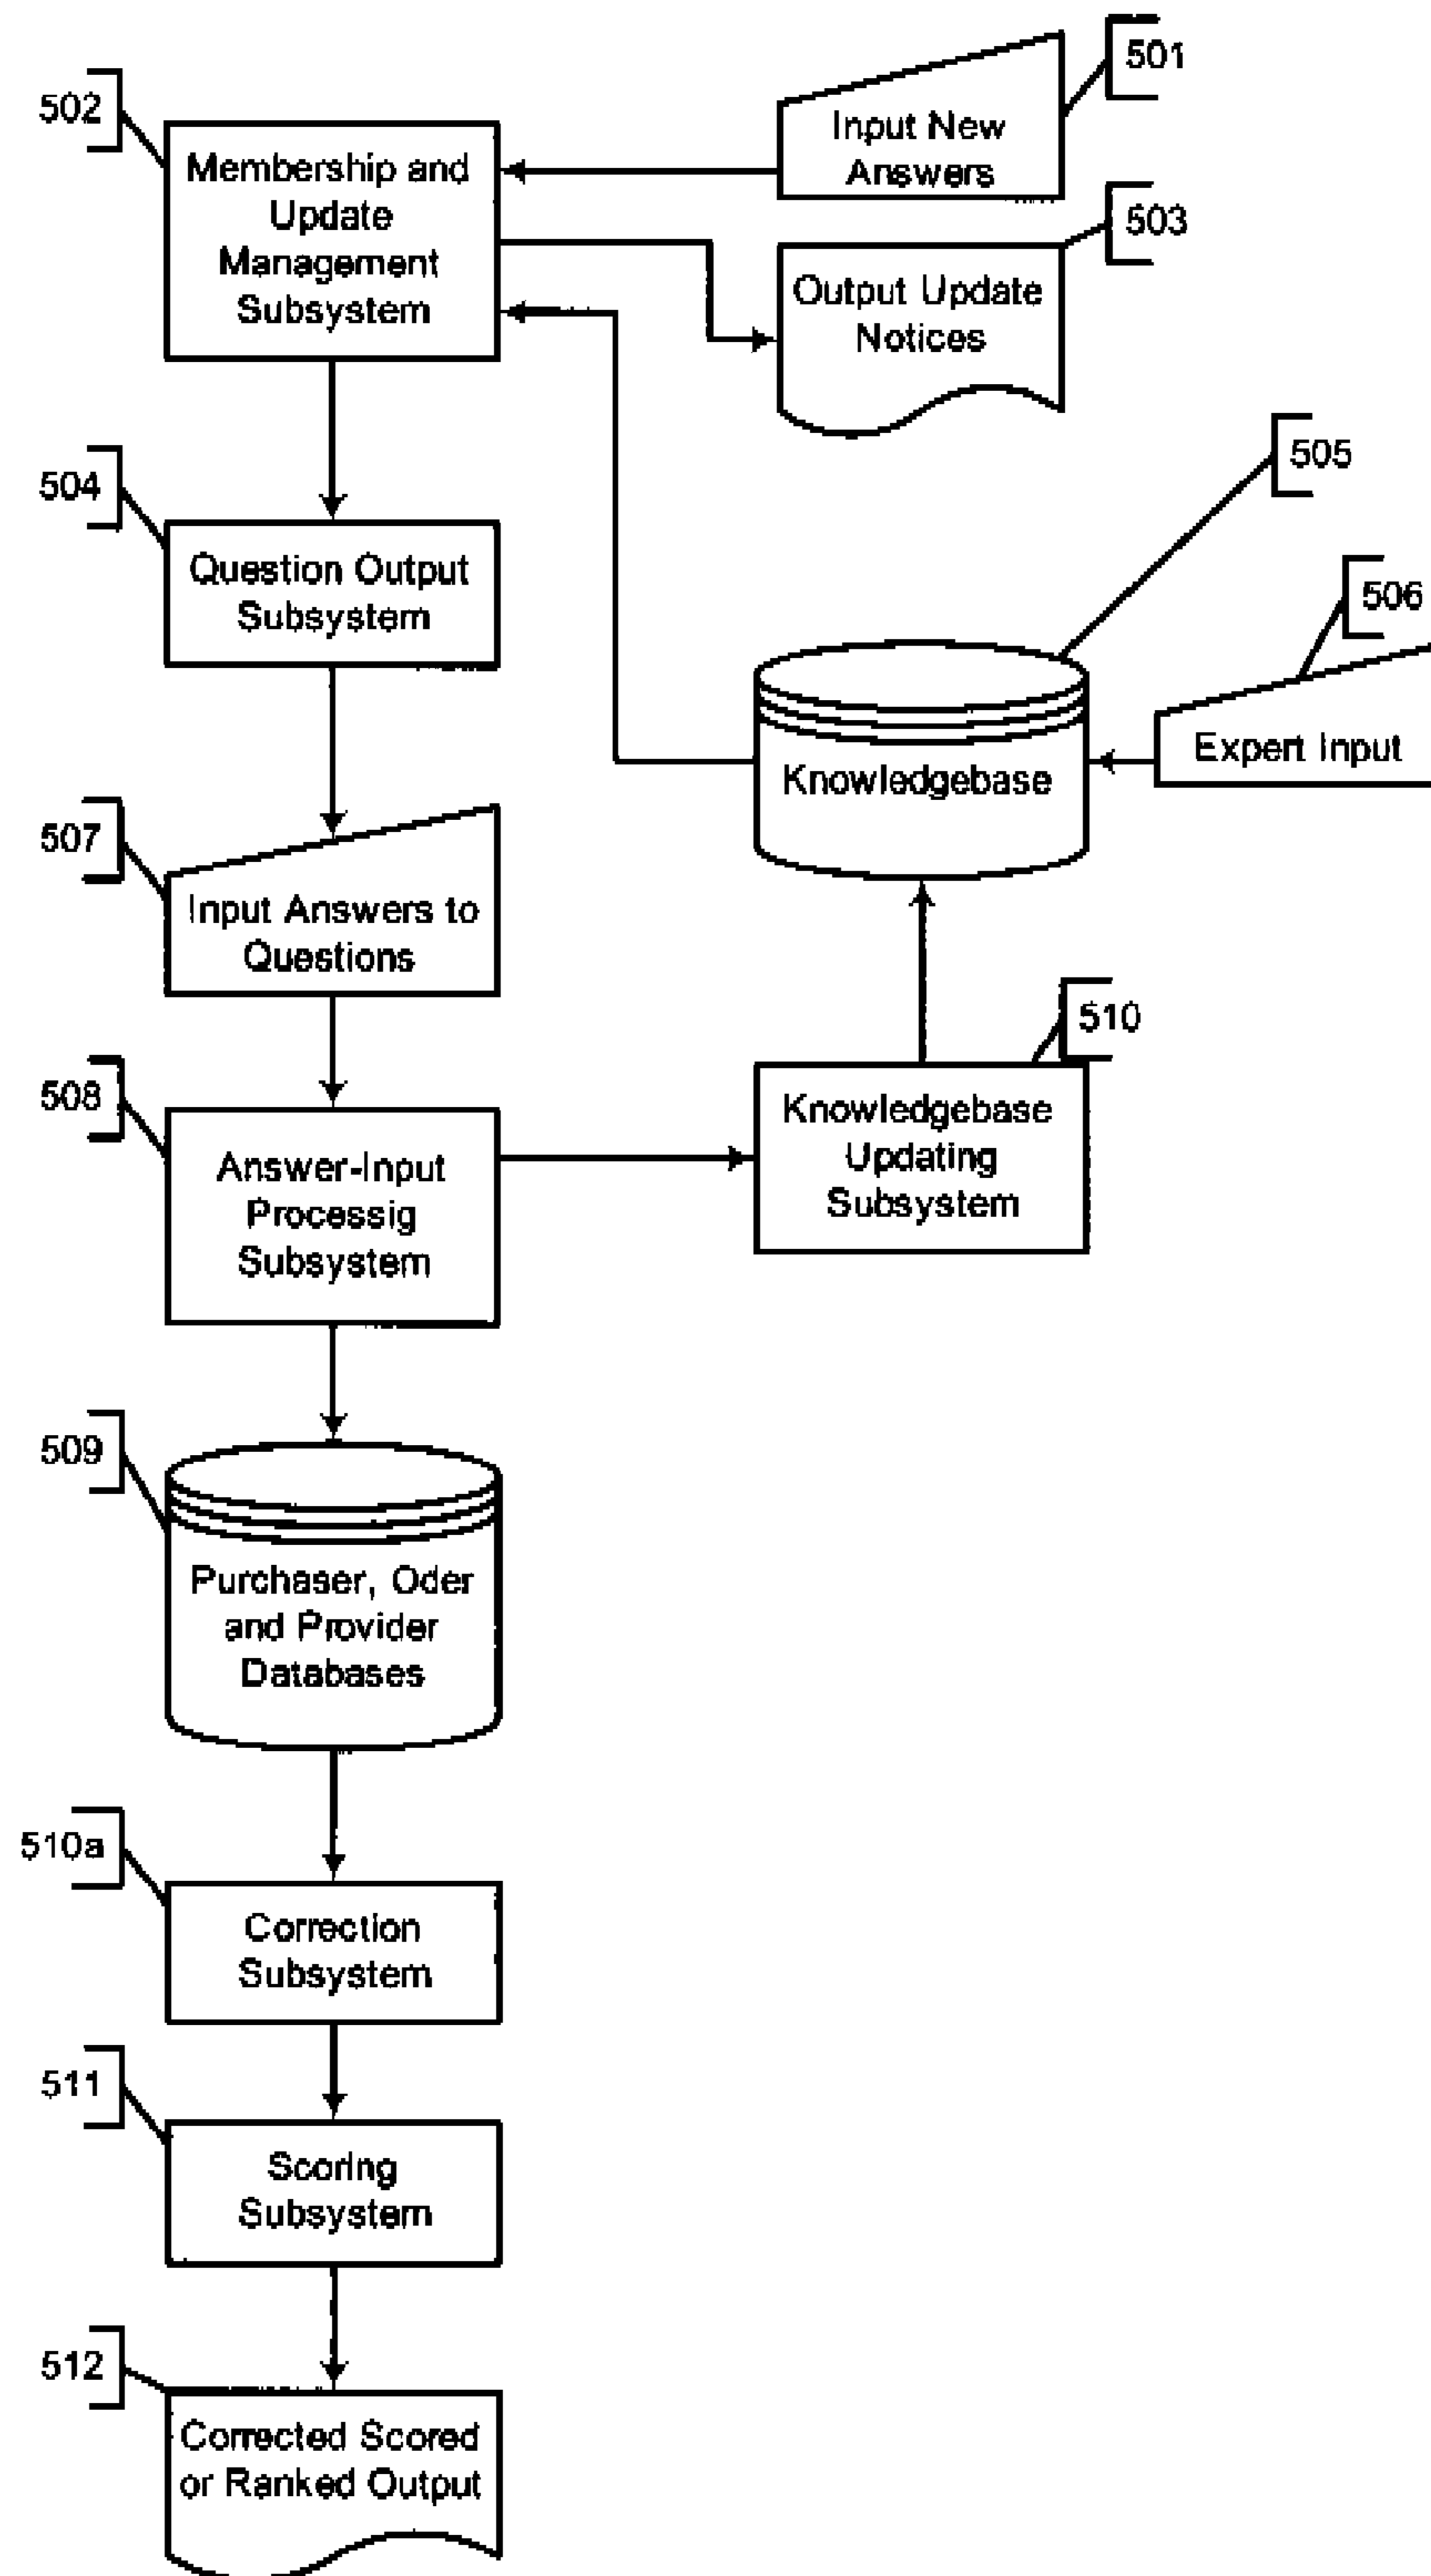 501
Input New
Answers
502
Membership and
Update
Management
Subsystem
503
Output Update
Notices
504
Question Output
Subsystem
505
506
Knowledgebase
Expert Input
507
Input Answers to
Questions
510
Knowledgebase
Updating
Subsystem
508
Answer-Input
Processig
Subsystem
509
Purchaser, Oder
and Provider
Databases
510a
Correction
Subsystem
511
Scoring
Subsystem
512
Corrected Scored
or Ranked Output